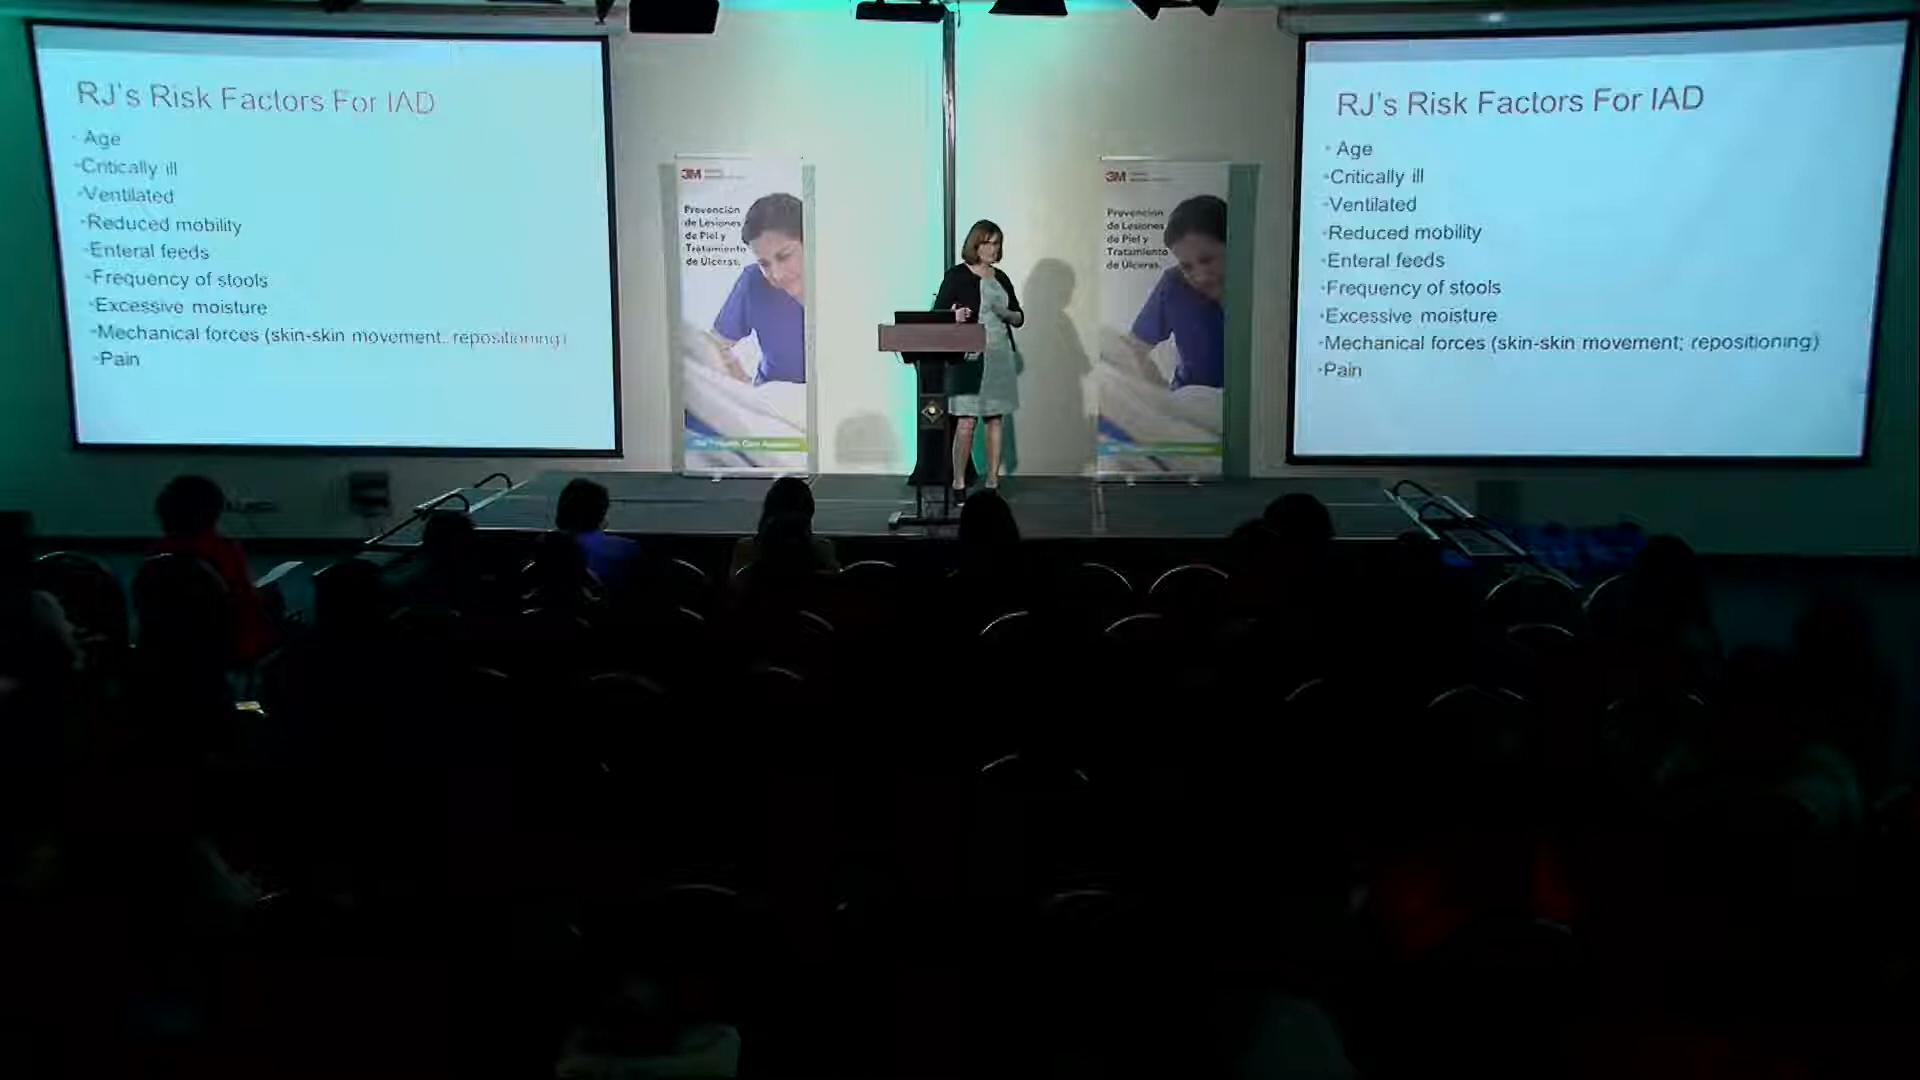 RJ's Risk Factors For IAD
· Age
·Critically ill
·Ventilated
·Reduced mobility
·Enteral feeds
·Frequency of stools
·Excessive moisture
·Mechanical forces (skin-skin movement; repositioning)
·Pain
3M
Prevención
de Lesiones
de Piel y
Tratamiento
de Úlceras.
3M
Prevención
de Lesiones
de Piel y
Tratamiento
de Úlceras.
RJ's Risk Factors For IAD
· Age
·Critically ill
·Ventilated
·Reduced mobility
·Enteral feeds
·Frequency of stools
·Excessive moisture
·Mechanical forces (skin-skin movement; repositioning)
·Pain